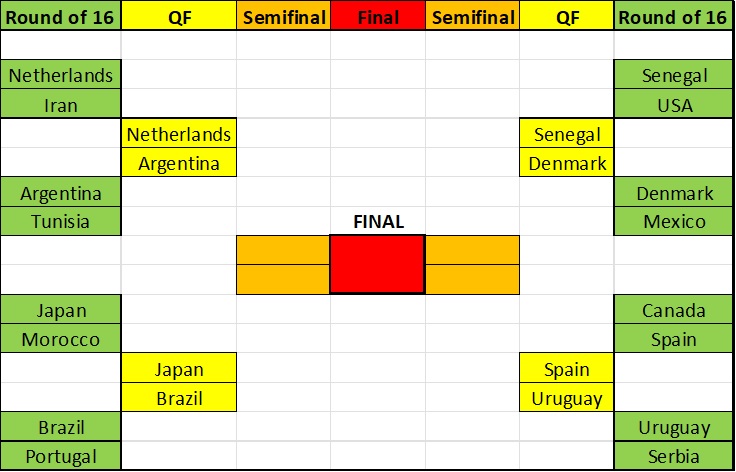 Round of 16 QF Semifinal Final Semifinal QF Round of 16
Netherlands Senegal
Iran USA
Netherlands Senegal
Argentina Denmark
Argentina Denmark
Tunisia FINAL Mexico
Japan Canada
Morocco Spain
Japan Spain
Brazil Uruguay
Brazil Uruguay
Portugal Serbia